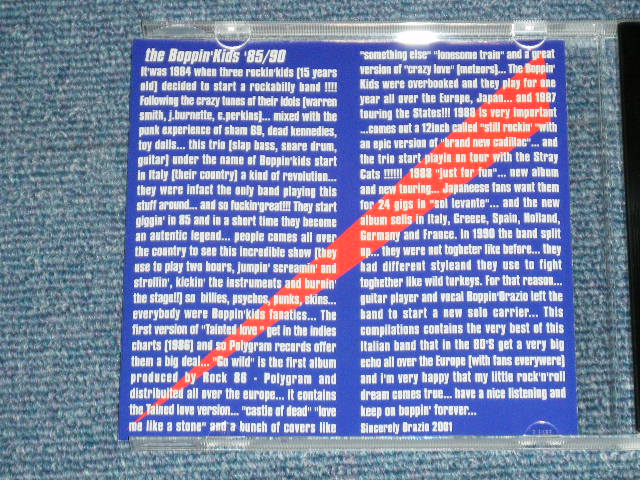 the Boppin'Kids '85/90
It'was 1984 when three rockin'kids [15 years
old] decided to start a rockabilly band !!!!
Following the crazy tunes of their idols [warren
smith, j.burnette, c.perkins]... mixed with the
punk experience of sham 69, dead kennedies,
toy dolls... this trio [slap bass, snare drum,
guitar] under the name of Boppin'kids start
in Italy [their country] a kind of revolution...
they were infact the only band playing this
stuff around... and so fuckin'great!!! They start
giggin' in 85 and in a short time they become
an autentic legend... people cames all over
the country to see this incredible show [they
use to play two hours, jumpin' screamin' and
stroffin', kickin' the instruments and burnin'
the stage!!] so billies, psychos, punks, skins...
everybody were Boppin'kids fanatics... The
first version of "Tainted love " get in the indies
charts [1986] and so Polygram records offer
them a big deal... "Go wild" is the first album
produced by Rock 86 - Polygram and
distributed all over the europe... it contains
the tained love version... "castle of dead" "love
me like a stone" and a bunch of covers like
"something else" "lonesome train" and a great
version of "crazy love" [meteors]... The Boppin'
Kids were overbooked and they play for one
year all over the Europe, Japan... and 1987
touring the States!!! 1988 is very important
...comes out a 12inch called "still rockin' with
an epic version of "brand new cadillac"... and
the trio start playin on tour with the Stray
Cats !!!!!! 1988 "just for fun"... new album
and new touring... Japaneese fans want them
for 24 gigs in "sol levante"... and the new
album sells in Italy, Greece, Spain, Holland,
Germany and France. In 1990 the band split
up... they were not togheter like before... they
had different styleand they use to fight
toghether like wild turkeys. For that reason...
guitar player and vocal Boppin'Orazio left the
band to start a new solo carrier... This
compilations contains the very best of this
Italian band that in the 80'S get a very big
echo all over the Europe [with fans everywere]
and i'm very happy that my little rock'n'roll
dream comes true... have a nice listening and
keep on boppin' forever...
Sincerely Orazio 2001